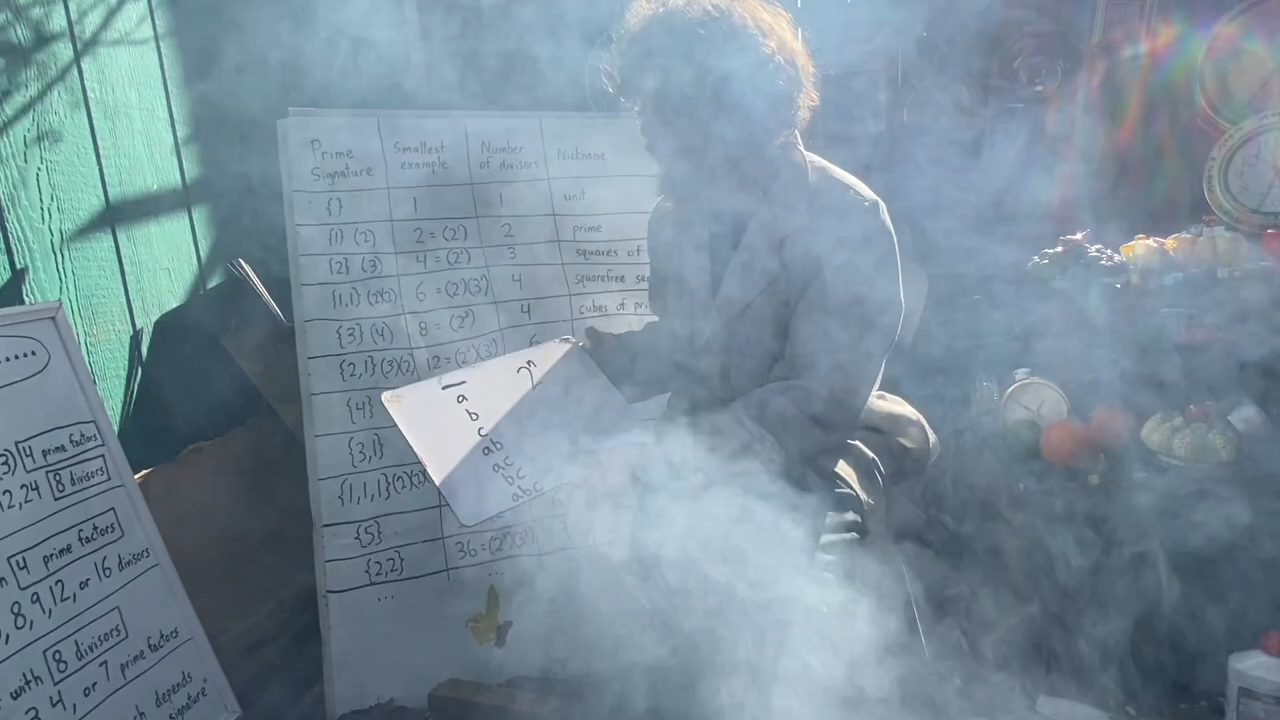 Prime Signature
Smallest example
Number of divisors
Nickname
{}
1
1
unit
{1} (2)
2 = (2¹)
2
prime
{2} (3)
4 = (2²)
3
squares of
{1,1} (2)(2)
6 = (2¹)(3¹)
4
squarefree
{3} (4)
8 = (2³)
4
cubes of
{2,1} (3)(2)
12 = (2²)(3¹)
6
{4}
{3,1}
{1,1,1} (2)(2)
{5}
{2,2}
36 = (2²)(3²)
...
...
2ⁿ
1
a
b
c
ab
ac
bc
abc
4 prime factors
12,24 8 divisors
4 prime factors
8, 9, 12, or 16 divisors
with 8 divisors
3, 4, or 7 prime factors
depends
signature"